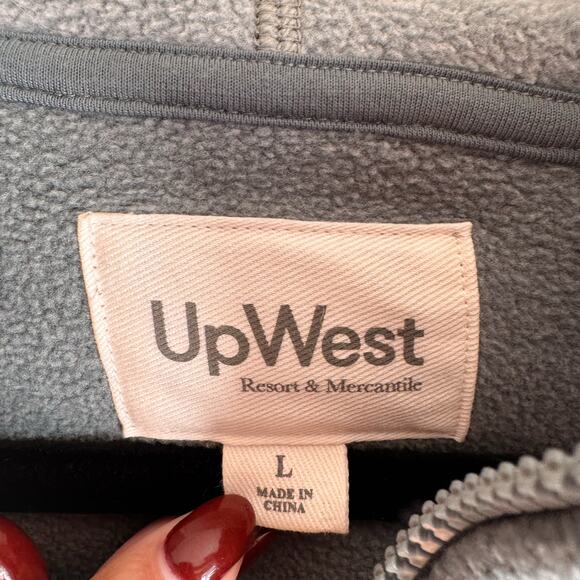 UpWest
Resort & Mercantile
L
MADE IN
CHINA